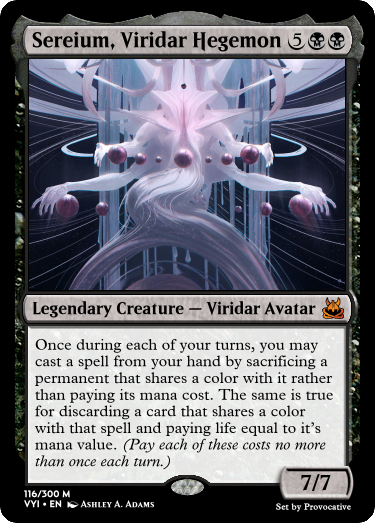 Sereium, Viridar Hegemon 5
Legendary Creature — Viridar Avatar
Once during each of your turns, you may
cast a spell from your hand by sacrificing a
permanent that shares a color with it rather
than paying its mana cost. The same is true
for discarding a card that shares a color
with that spell and paying life equal to it's
mana value. (Pay each of these costs no more
than once each turn.)
7/7
116/300 M
VYI • EN Ashley A. Adams
Set by Provocative